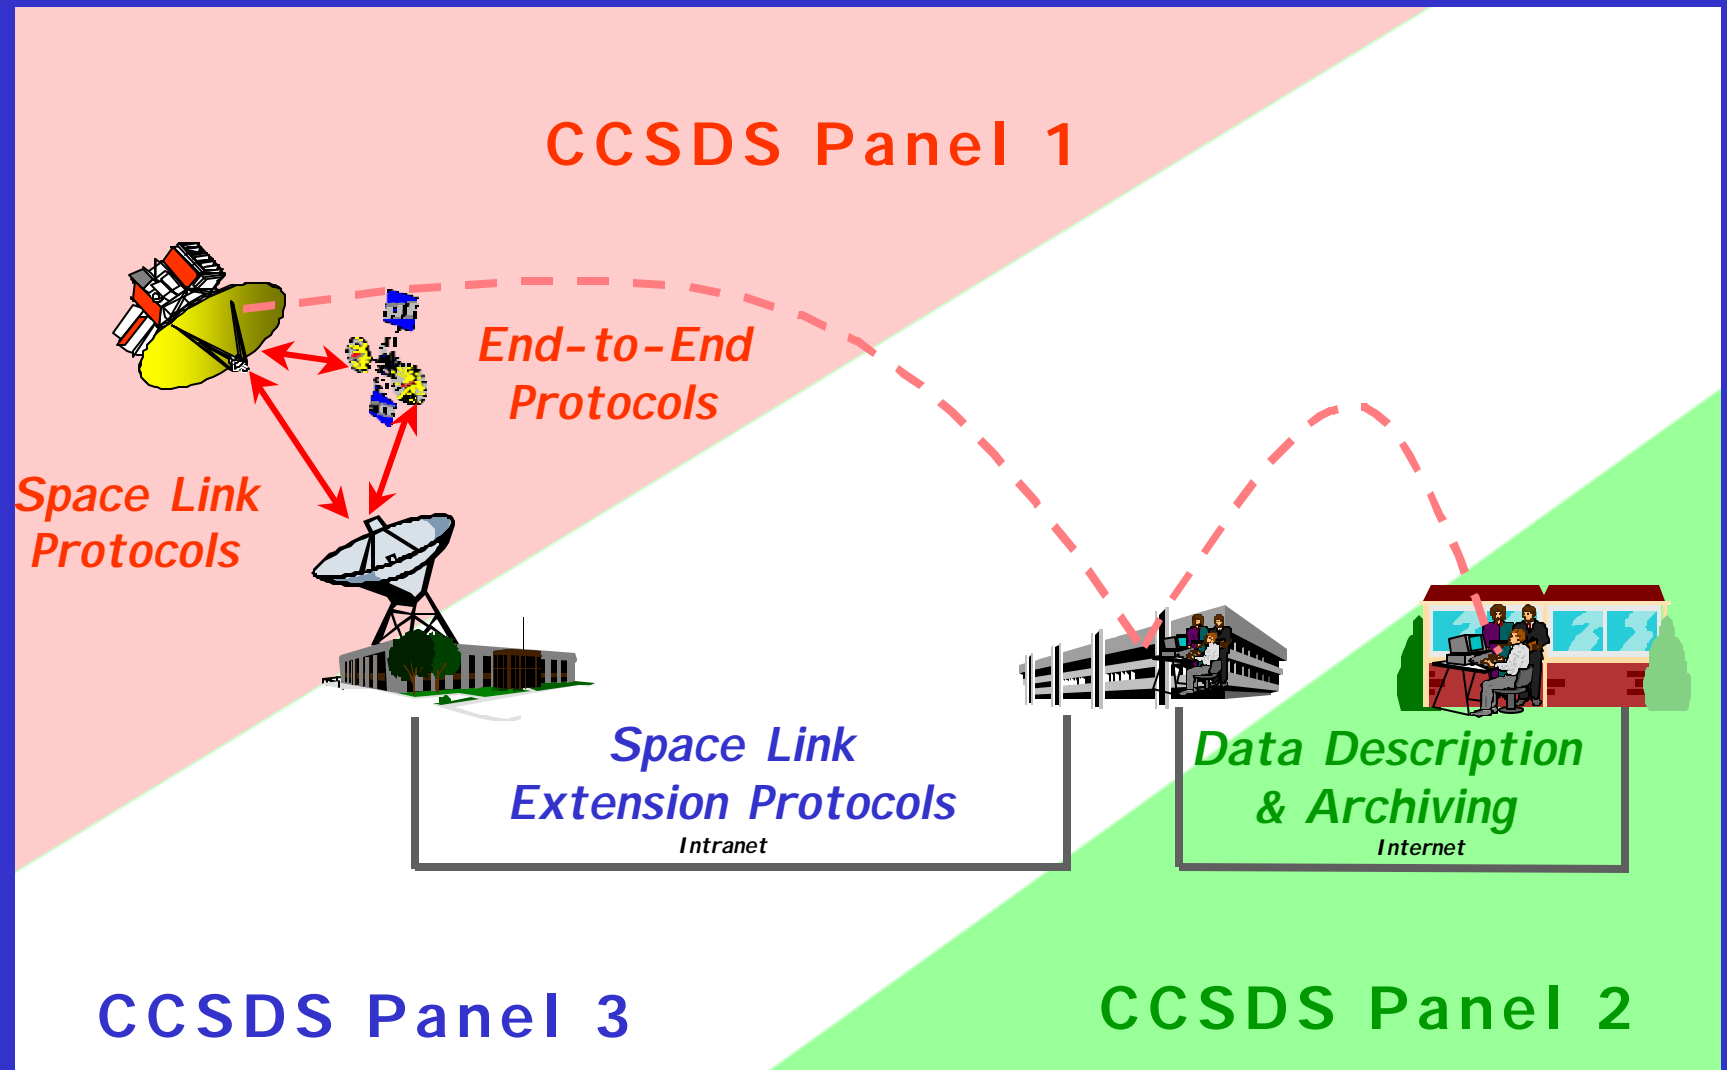 CCSDS Panel 1
End-to-End
Protocols
Space Link
Protocols
Space Link
Extension Protocols
Intranet
Data Description
& Archiving
Internet
CCSDS Panel 3
CCSDS Panel 2